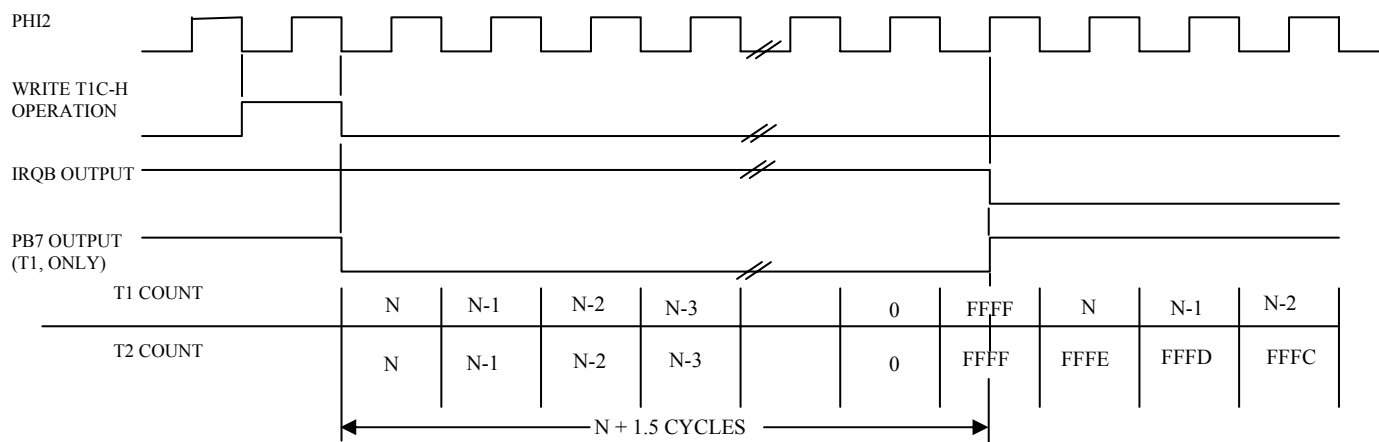 PHI2
WRITE T1C-H
OPERATION
IRQB OUTPUT
PB7 OUTPUT
(T1, ONLY)
T1 COUNT N N-1 N-2 N-3 0 FFFF N N-1 N-2
T2 COUNT N N-1 N-2 N-3 0 FFFF FFFE FFFD FFFC
N + 1.5 CYCLES